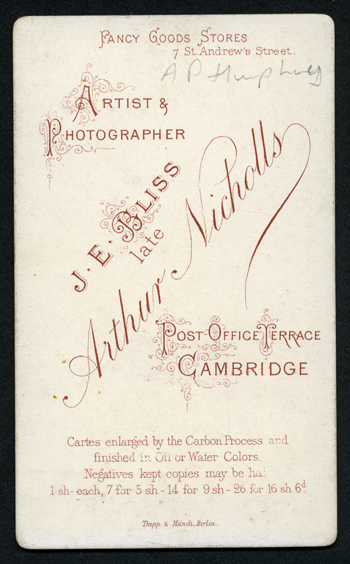 FANCY GOODS STORES
7 St. Andrew's Street.
A P Humphrey
ARTIST &
PHOTOGRAPHER
J. E. BLISS
late
Arthur Nicholls
POST OFFICE TERRACE
CAMBRIDGE
Cartes enlarged by the Carbon Process and
finished in Oil or Water Colors.
Negatives kept copies may be ha
1 sh- each, 7 for 5 sh - 14 for 9 sh - 26 for 16 sh 6d.
Trapp. & Münch, Berlin.